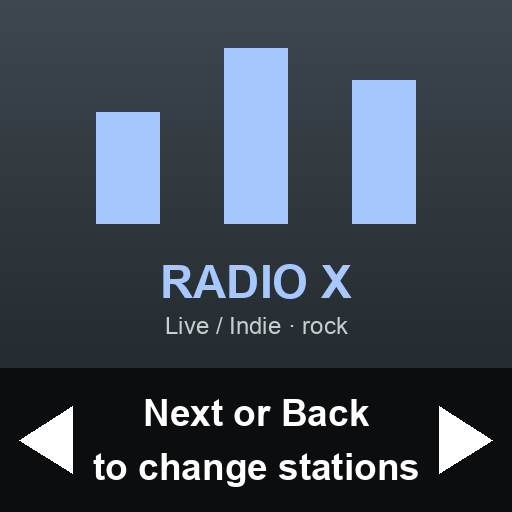 RADIO X
Live / Indie · rock
Next or Back
to change stations